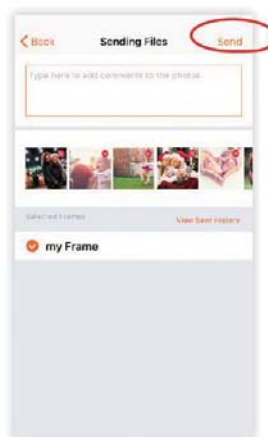 Back Sending Files Send
Type here to add comments to the photos
Selected Frames View Sent History
my Frame